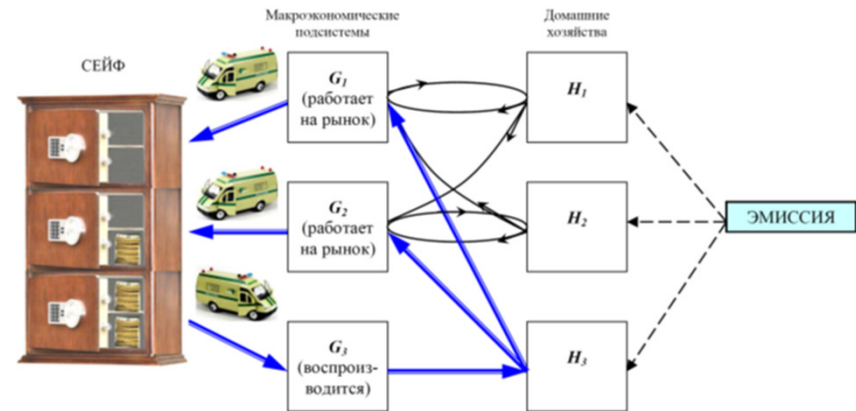 Макроэкономические
подсистемы
Домашние
хозяйства
СЕЙФ
G₁
(работает
на рынок)
H₁
G₂
(работает
на рынок)
H₂
ЭМИССИЯ
G₃
(воспроиз-
водится)
H₃